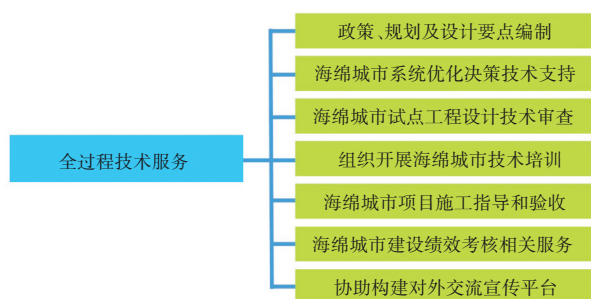 政策、规划及设计要点编制
海绵城市系统优化决策技术支持
海绵城市试点工程设计技术审查
全过程技术服务
组织开展海绵城市技术培训
海绵城市项目施工指导和验收
海绵城市建设绩效考核相关服务
协助构建对外交流宣传平台